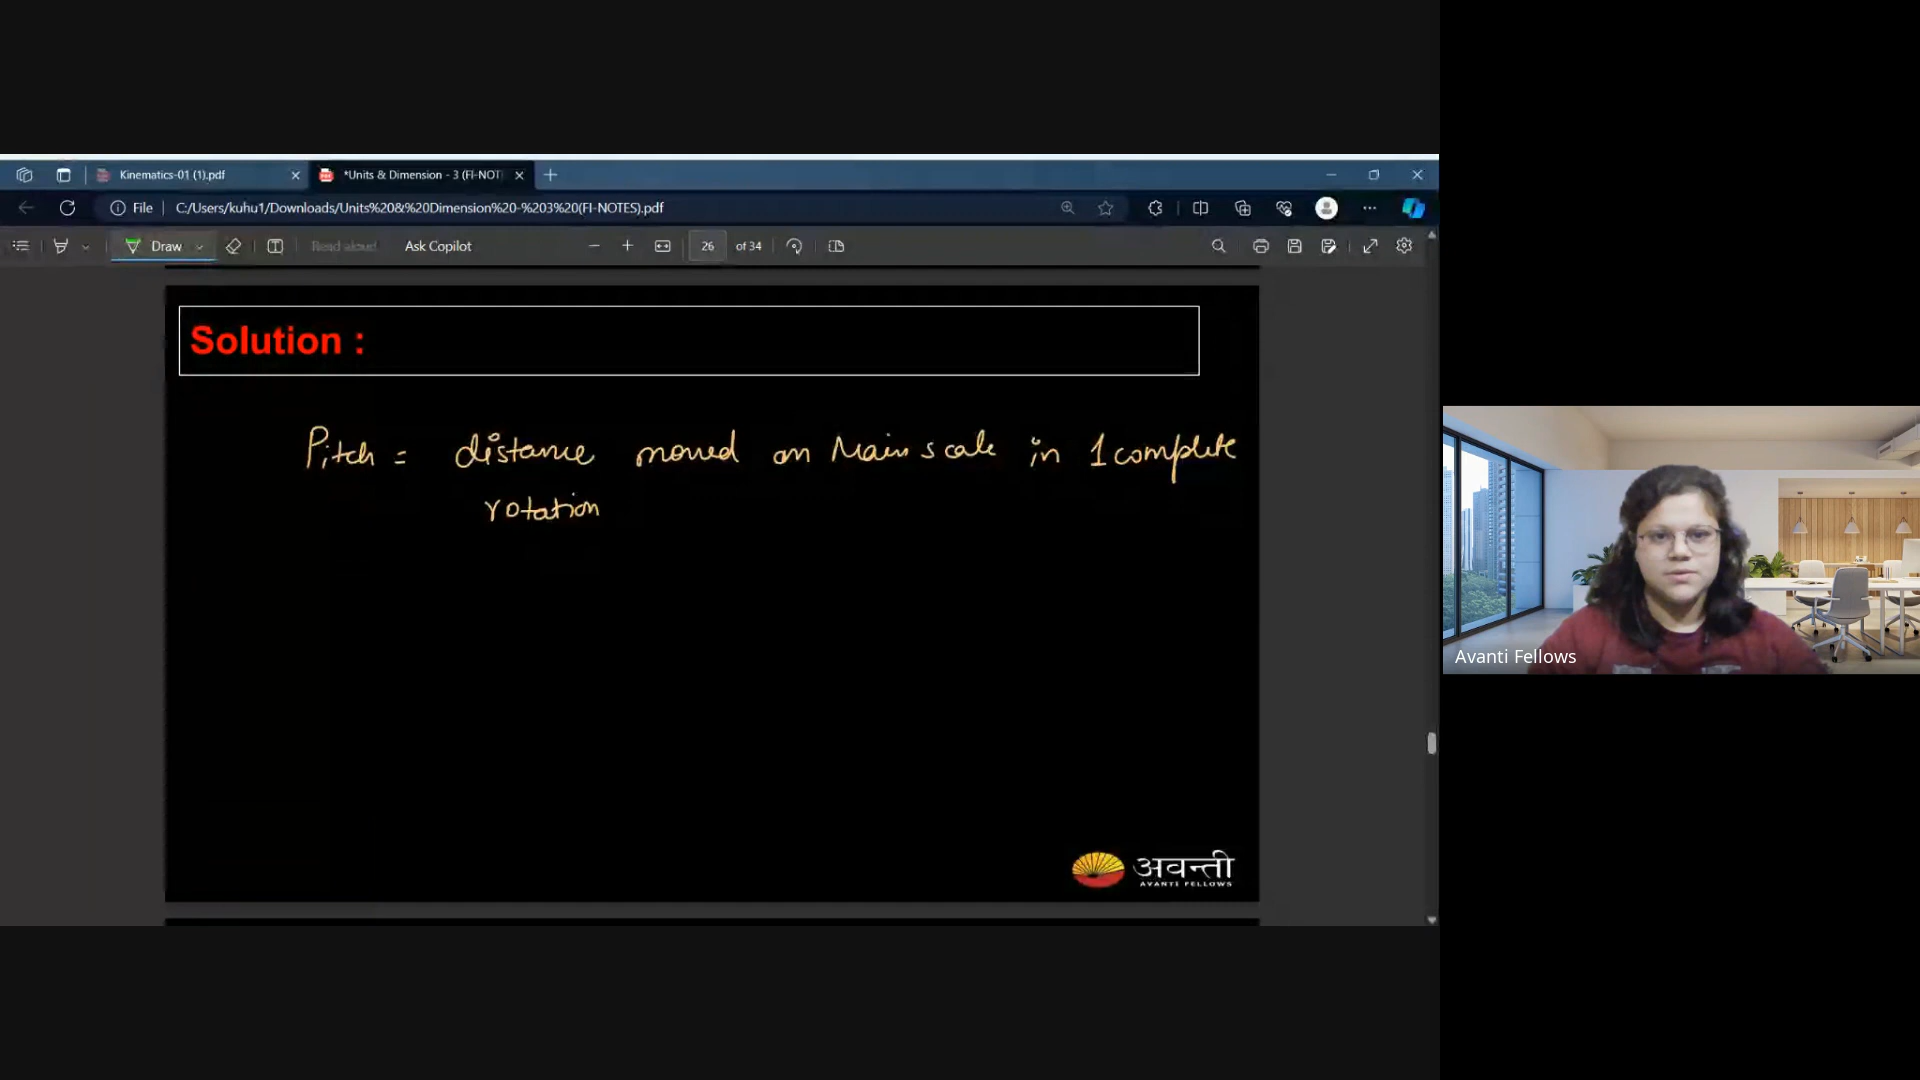 Kinematics-01 (1).pdf
*Units & Dimension - 3 (FI-NOT
File
C:/Users/kuhu1/Downloads/Units%20&%20Dimension%20-%203%20(FI-NOTES).pdf
Draw
Read aloud
Ask Copilot
26
of 34
Solution :
Pitch = distance moved on Main scale in 1 complete
rotation
अवन्ती
AVANTI FELLOWS
Avanti Fellows